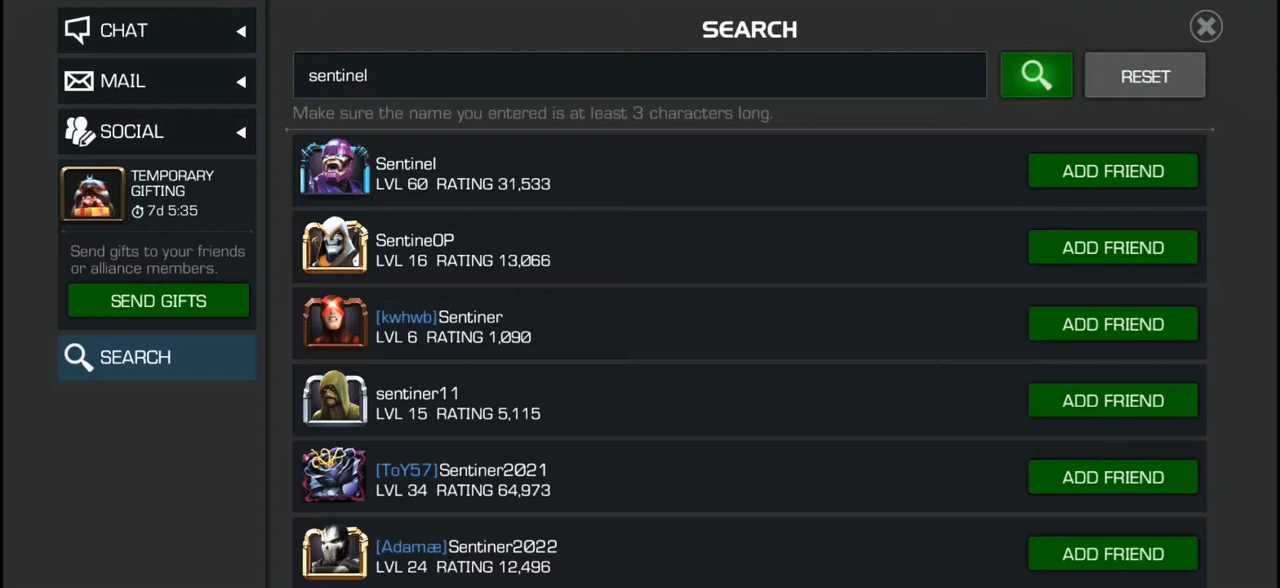 CHAT
MAIL
SOCIAL
TEMPORARY
GIFTING
7d 5:35
Send gifts to your friends
or alliance members.
SEND GIFTS
SEARCH
SEARCH
sentinel
RESET
Make sure the name you entered is at least 3 characters long.
Sentinel
LVL 60 RATING 31,533
ADD FRIEND
SentineOP
LVL 16 RATING 13,066
ADD FRIEND
[kwhwb]Sentiner
LVL 6 RATING 1,090
ADD FRIEND
sentiner11
LVL 15 RATING 5,115
ADD FRIEND
[ToY57]Sentiner2021
LVL 34 RATING 64,973
ADD FRIEND
[Adamæ]Sentiner2022
LVL 24 RATING 12,496
ADD FRIEND